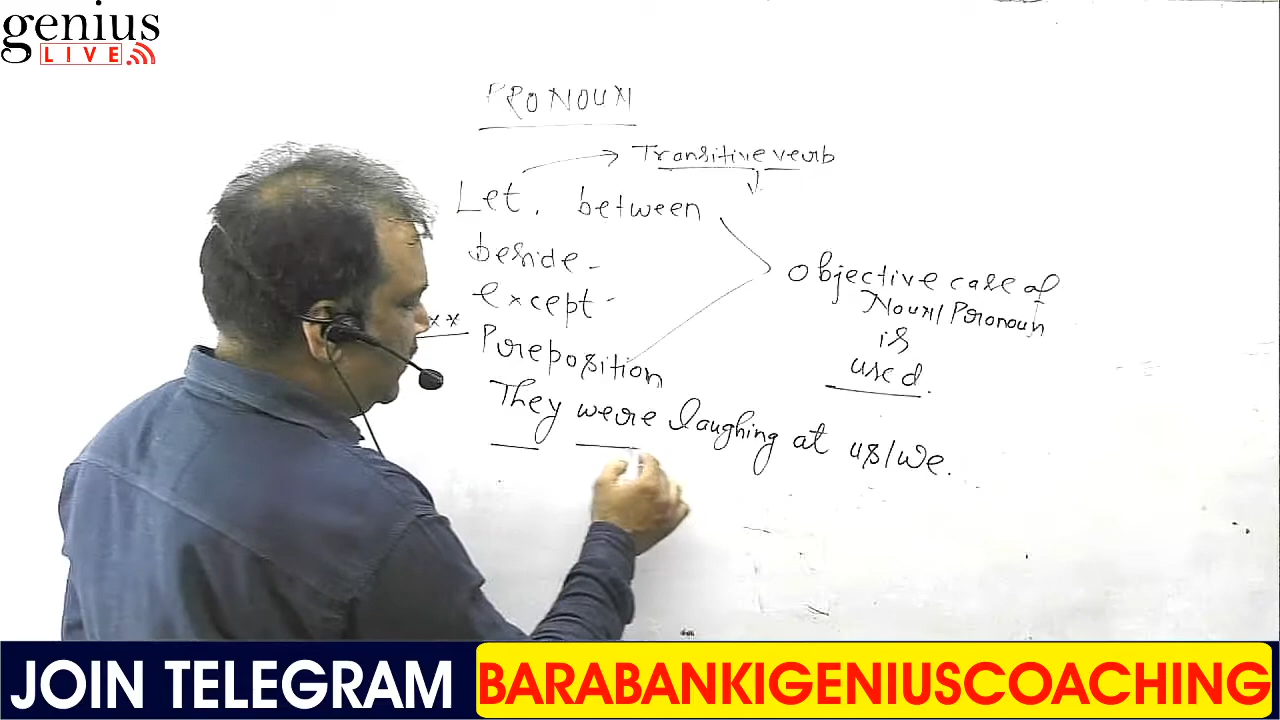 genius
LIVE
PRONOUN
Transitive verb
Let, between
beside -
except -
** Preposition
objective case of
Noun/Pronoun
is
used.
They were laughing at us/we.
JOIN TELEGRAM BARABANKIGENIUSCOACHING